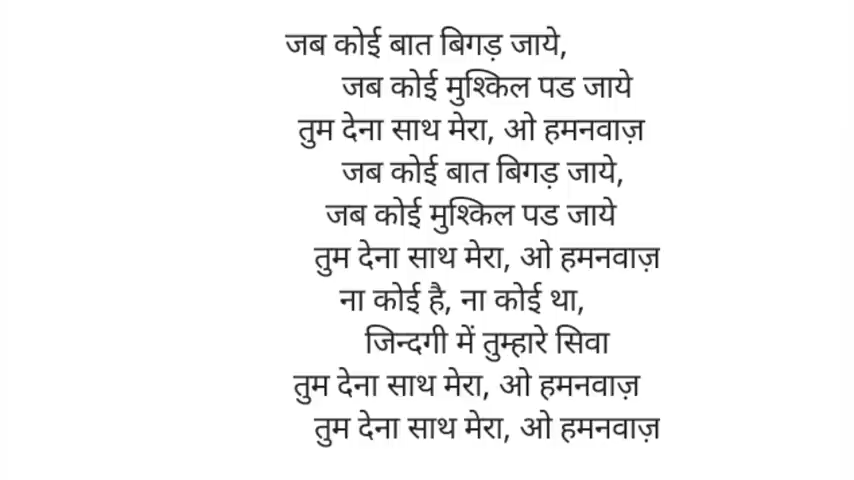 जब कोई बात बिगड़ जाये,
जब कोई मुश्किल पड जाये
तुम देना साथ मेरा, ओ हमनवाज़
जब कोई बात बिगड़ जाये,
जब कोई मुश्किल पड जाये
तुम देना साथ मेरा, ओ हमनवाज़
ना कोई है, ना कोई था,
जिन्दगी में तुम्हारे सिवा
तुम देना साथ मेरा, ओ हमनवाज़
तुम देना साथ मेरा, ओ हमनवाज़